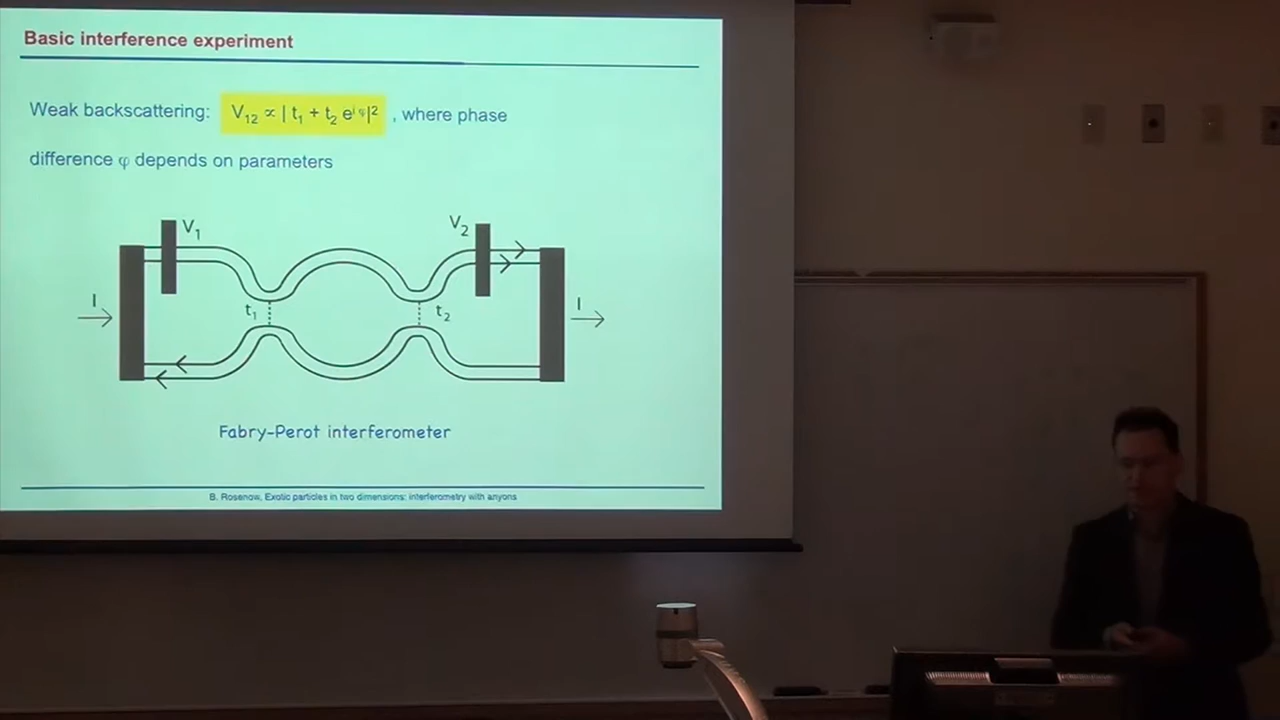 Basic interference experiment
Weak backscattering: V₁₂ ∝ | t₁ + t₂ e^{i φ}|² , where phase
difference φ depends on parameters
V₁
V₂
I
t₁
t₂
I
Fabry-Perot interferometer
B. Rosenow, Exotic particles in two dimensions: interferometry with anyons